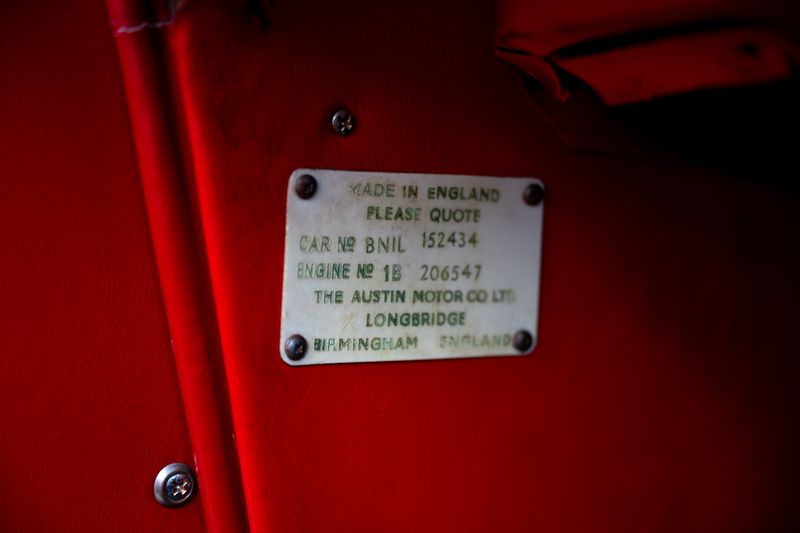 MADE IN ENGLAND
PLEASE QUOTE
CAR Nº BNIL 152434
ENGINE Nº 1B 206547
THE AUSTIN MOTOR CO LTD
LONGBRIDGE
BIRMINGHAM ENGLAND